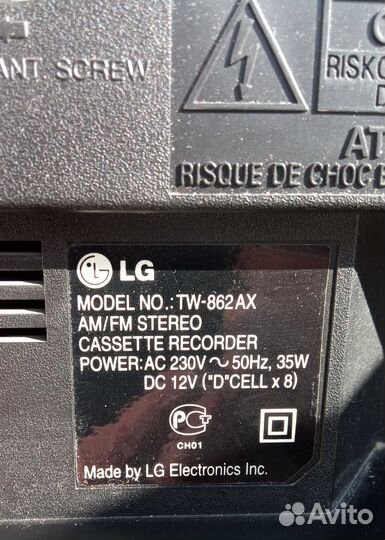 ANT. SCREW
RISK
D
AT
RISQUE DE CHOC
LG
MODEL NO.:TW-862AX
AM/FM STEREO
CASSETTE RECORDER
POWER:AC 230V ~ 50Hz, 35W
DC 12V ("D"CELL x 8)
CH01
Made by LG Electronics Inc.
Avito